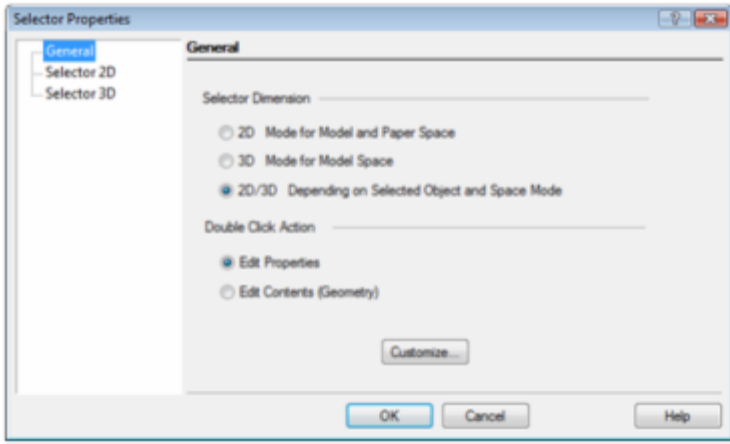 Selector Properties
General
Selector 2D
Selector 3D
General
Selector Dimension
2D Mode for Model and Paper Space
3D Mode for Model Space
2D/3D Depending on Selected Object and Space Mode
Double Click Action
Edit Properties
Edit Contents (Geometry)
Customize...
OK Cancel Help